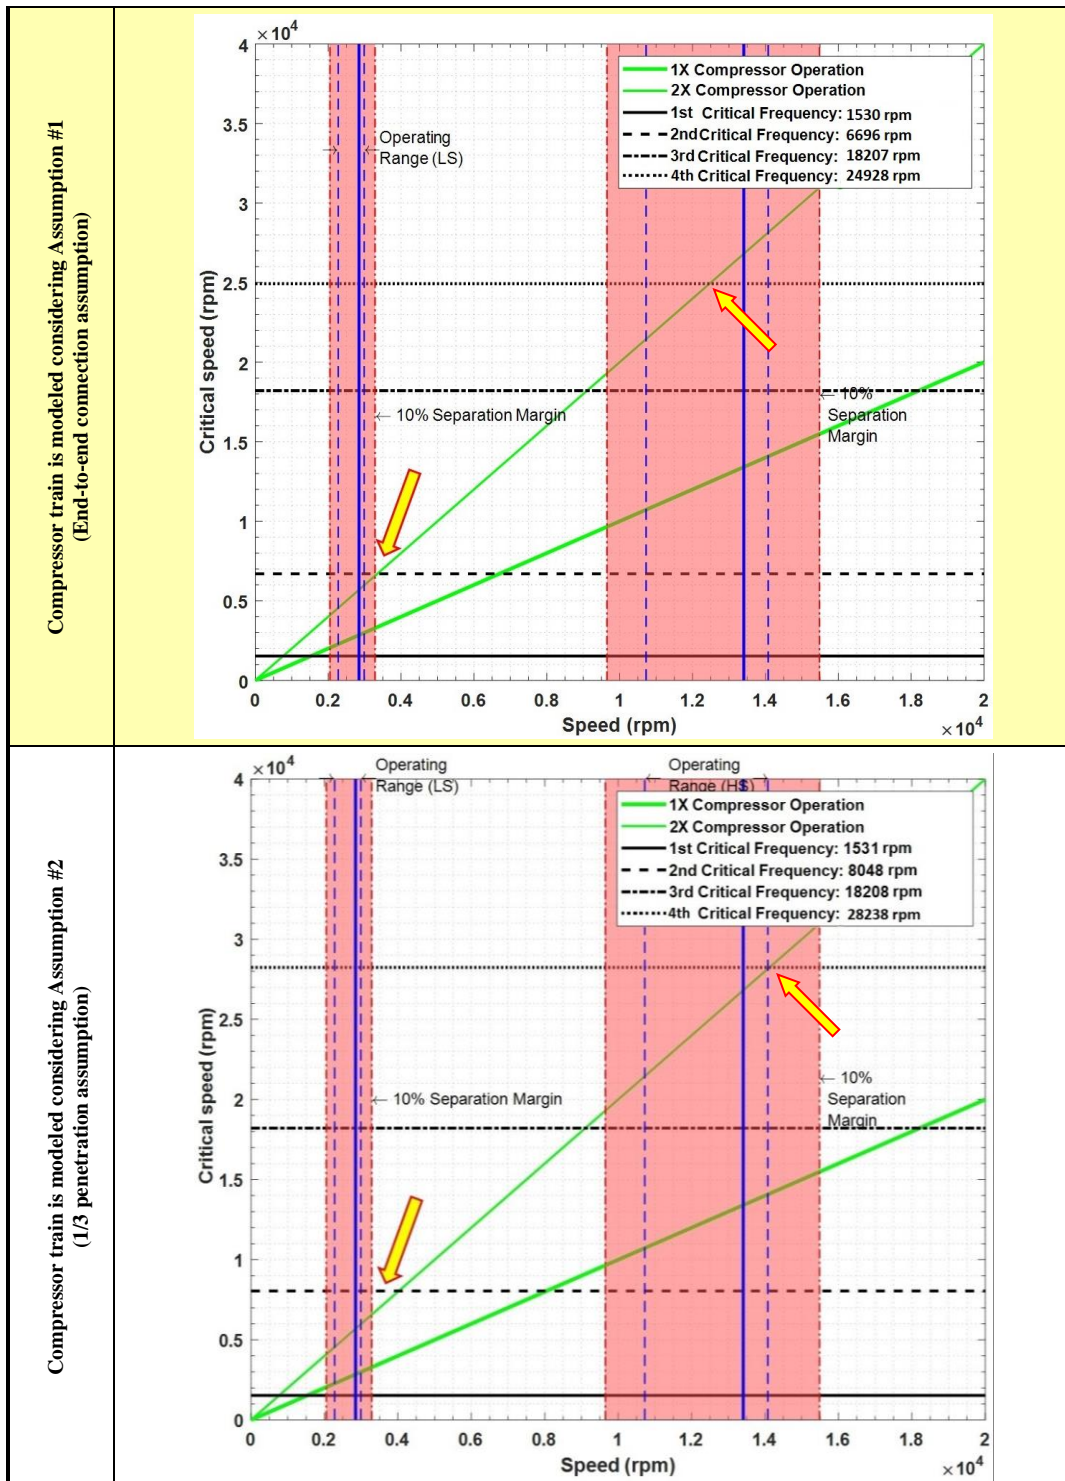 Compressor train is modeled considering Assumption #1
(End-to-end connection assumption)
×10⁴
4
3.5
3
2.5
2
1.5
1
0.5
0
Critical speed (rpm)
1X Compressor Operation
2X Compressor Operation
1st Critical Frequency: 1530 rpm
2nd Critical Frequency: 6696 rpm
3rd Critical Frequency: 18207 rpm
4th Critical Frequency: 24928 rpm
→ ← Operating
Range (LS)
← 10% Separation Margin
← 10%
Separation
Margin
0 0.2 0.4 0.6 0.8 1 1.2 1.4 1.6 1.8 2
Speed (rpm)
×10⁴
Compressor train is modeled considering Assumption #2
(1/3 penetration assumption)
×10⁴
4
3.5
3
2.5
2
1.5
1
0.5
0
Critical speed (rpm)
→ ← Operating
Range (LS)
← Operating →
Range (HS)
1X Compressor Operation
2X Compressor Operation
1st Critical Frequency: 1531 rpm
2nd Critical Frequency: 8048 rpm
3rd Critical Frequency: 18208 rpm
4th Critical Frequency: 28238 rpm
← 10% Separation Margin
← 10%
Separation
Margin
0 0.2 0.4 0.6 0.8 1 1.2 1.4 1.6 1.8 2
Speed (rpm)
×10⁴